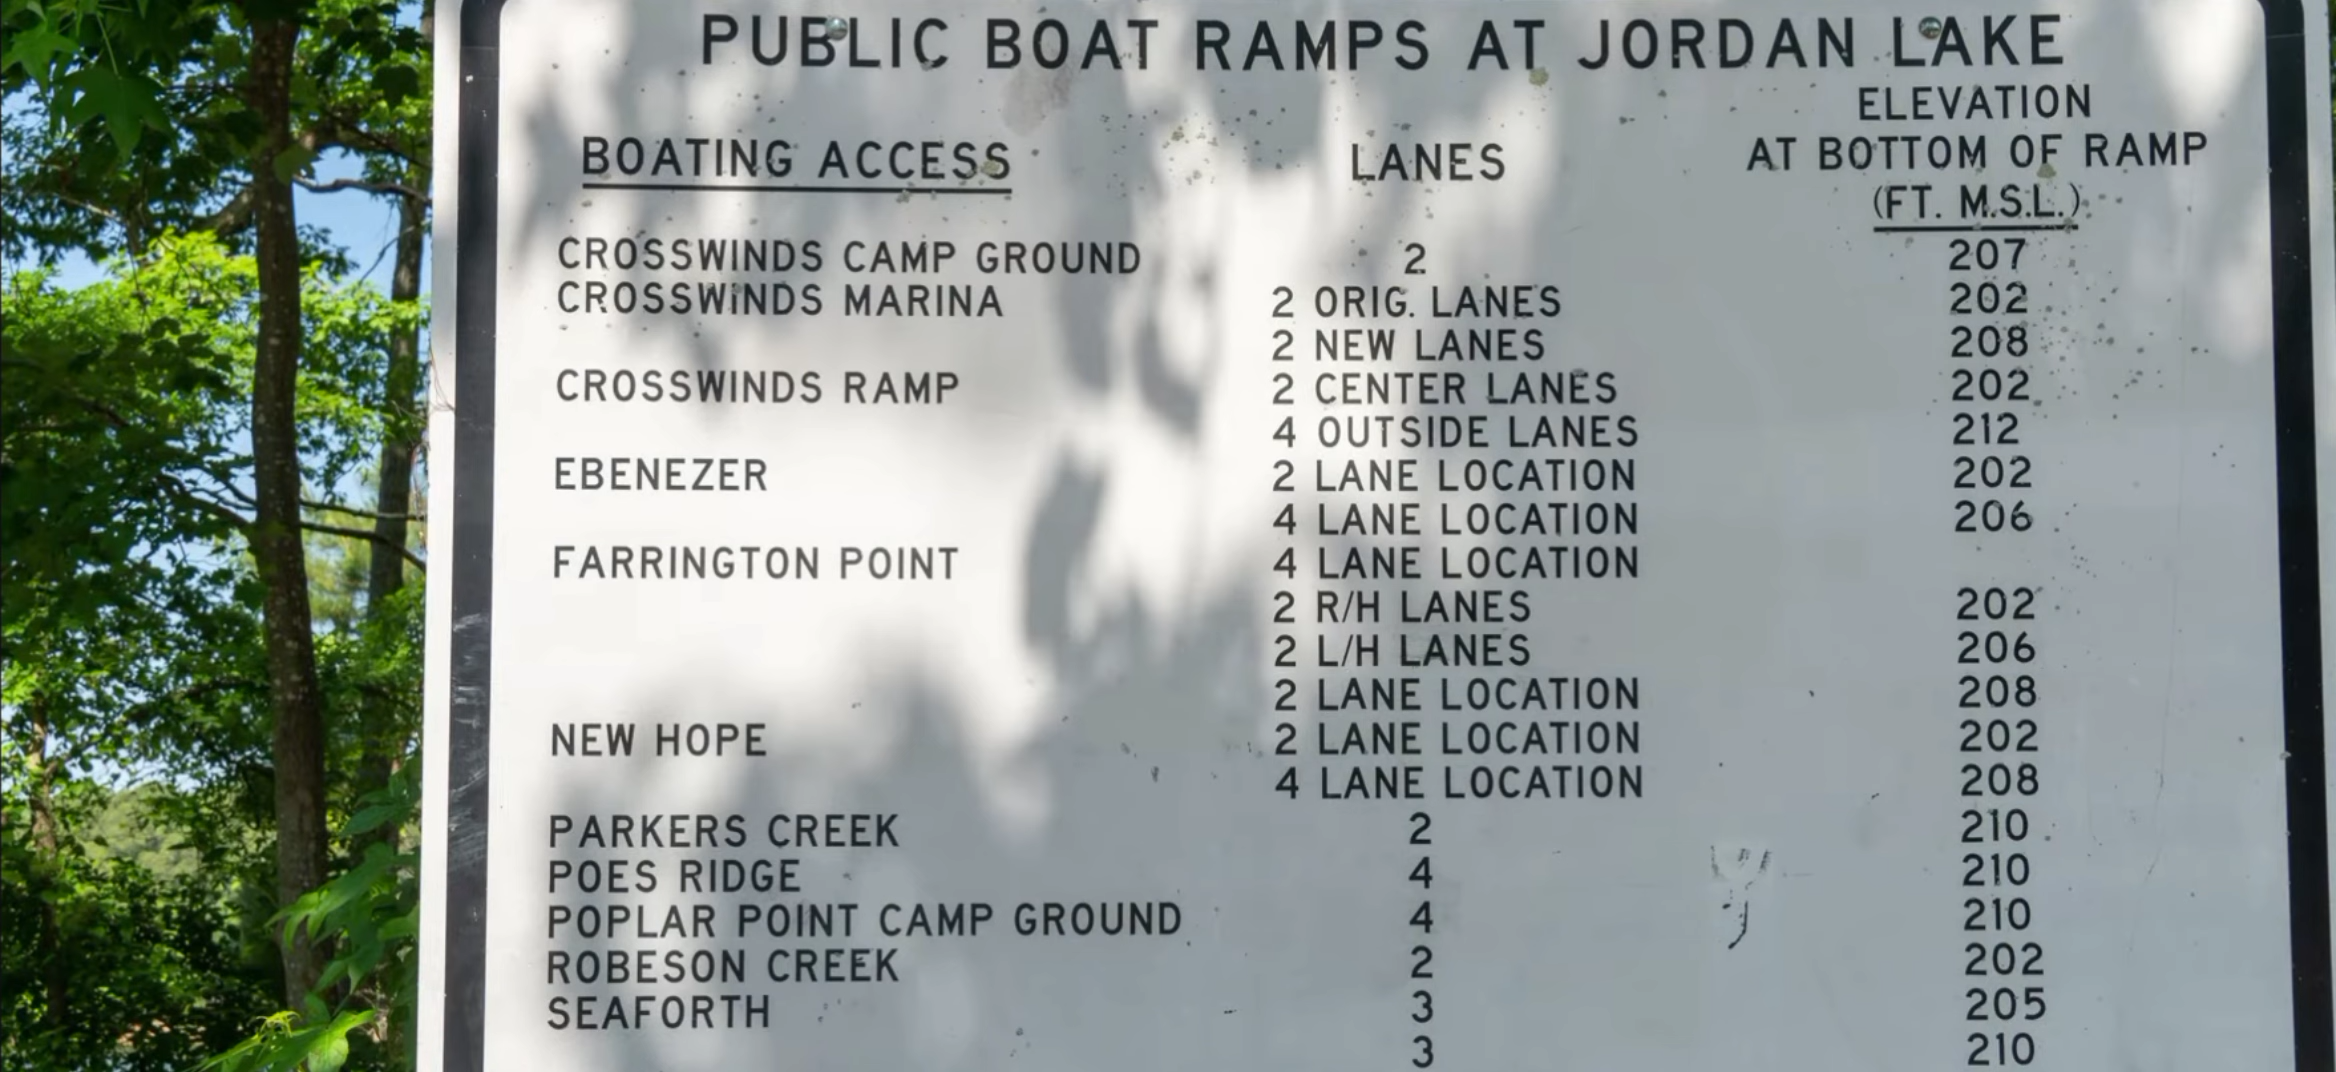 PUBLIC BOAT RAMPS AT JORDAN LAKE
BOATING ACCESS LANES ELEVATION AT BOTTOM OF RAMP (FT. M.S.L.)
CROSSWINDS CAMP GROUND 2 207
CROSSWINDS MARINA 2 ORIG. LANES 202
2 NEW LANES 208
CROSSWINDS RAMP 2 CENTER LANES 202
4 OUTSIDE LANES 212
EBENEZER 2 LANE LOCATION 202
4 LANE LOCATION 206
FARRINGTON POINT 4 LANE LOCATION
2 R/H LANES 202
2 L/H LANES 206
2 LANE LOCATION 208
NEW HOPE 2 LANE LOCATION 202
4 LANE LOCATION 208
PARKERS CREEK 2 210
POES RIDGE 4 210
POPLAR POINT CAMP GROUND 4 210
ROBESON CREEK 2 202
SEAFORTH 3 205
3 210